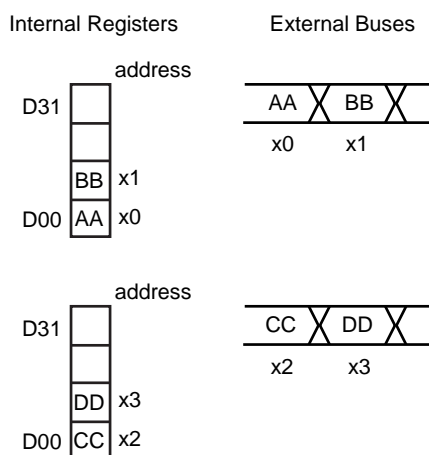 Internal Registers External Buses
address
D31 AA BB
x0 x1
BB x1
D00 AA x0
address
D31 CC DD
x2 x3
DD x3
D00 CC x2